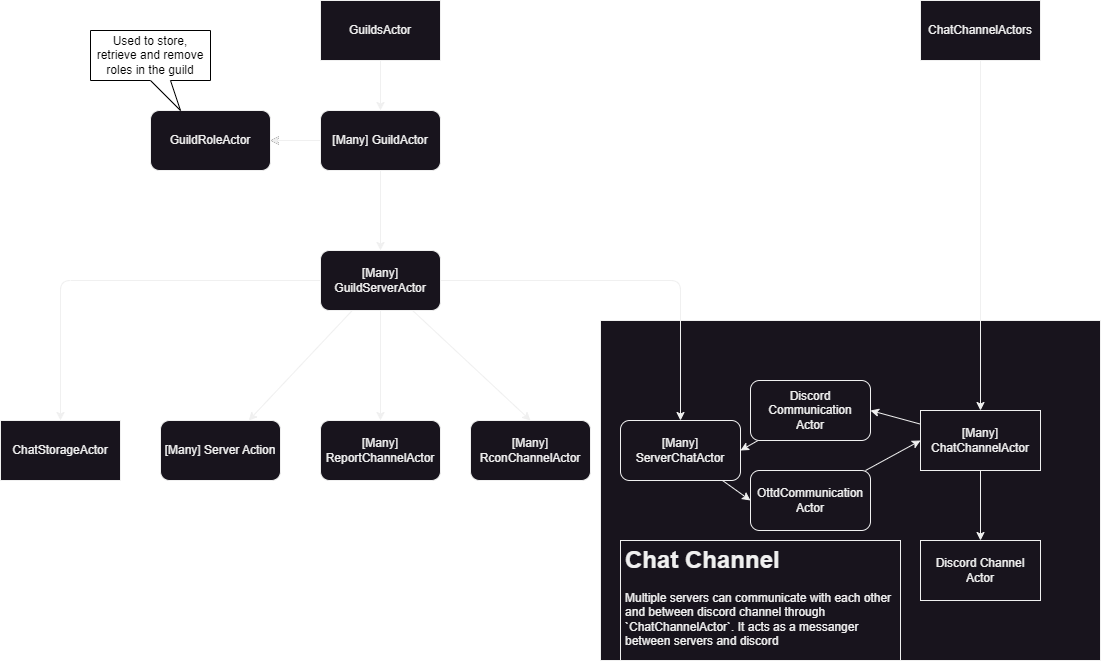 GuildsActor
ChatChannelActors
Used to store,
retrieve and remove
roles in the guild
GuildRoleActor
[Many] GuildActor
[Many]
GuildServerActor
ChatStorageActor
[Many] Server Action
[Many]
ReportChannelActor
[Many]
RconChannelActor
[Many]
ServerChatActor
Discord
Communication
Actor
OttdCommunication
Actor
[Many]
ChatChannelActor
Discord Channel
Actor
Chat Channel
Multiple servers can communicate with each other
and between discord channel through
`ChatChannelActor`. It acts as a messanger
between servers and discord